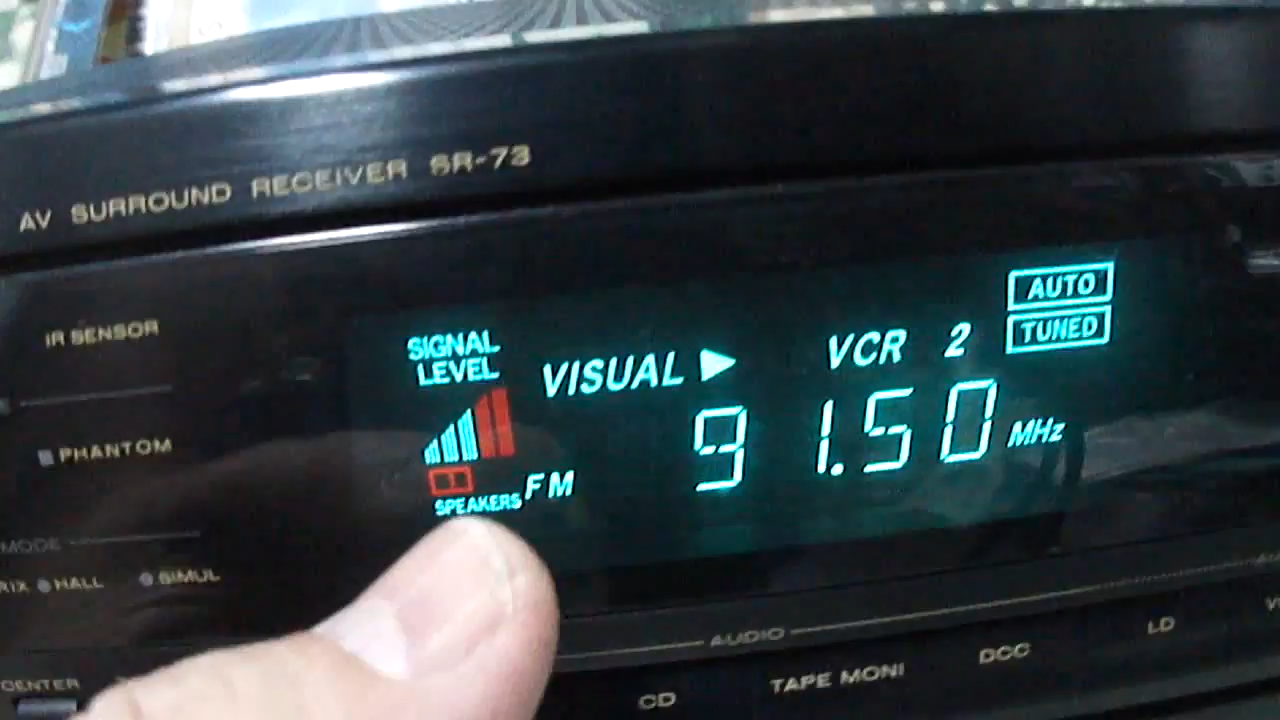 AV SURROUND RECEIVER SR-73
IR SENSOR
PHANTOM
MODE
HALL SIMUL
CENTER
SIGNAL
LEVEL
VISUAL ▶ VCR 2
AUTO
TUNED
FM 91.50 MHz
SPEAKERS
AUDIO
CD TAPE MONI DCC LD